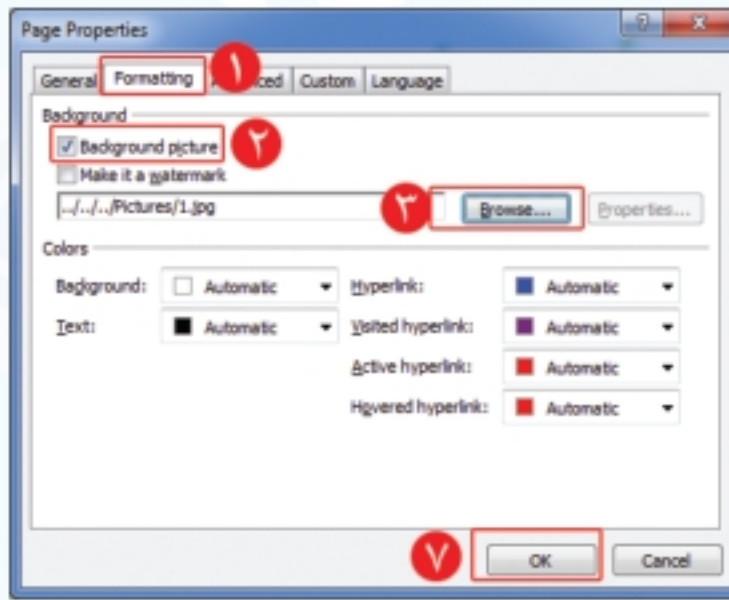 Page Properties
General Formatting Advanced Custom Language
١
Background
Background picture
٢
Make it a watermark
../../../Pictures/1.jpg
٣
Browse... Properties...
Colors
Background: Automatic Hyperlink: Automatic
Text: Automatic Visited hyperlink: Automatic
Active hyperlink: Automatic
Hovered hyperlink: Automatic
٧
OK Cancel